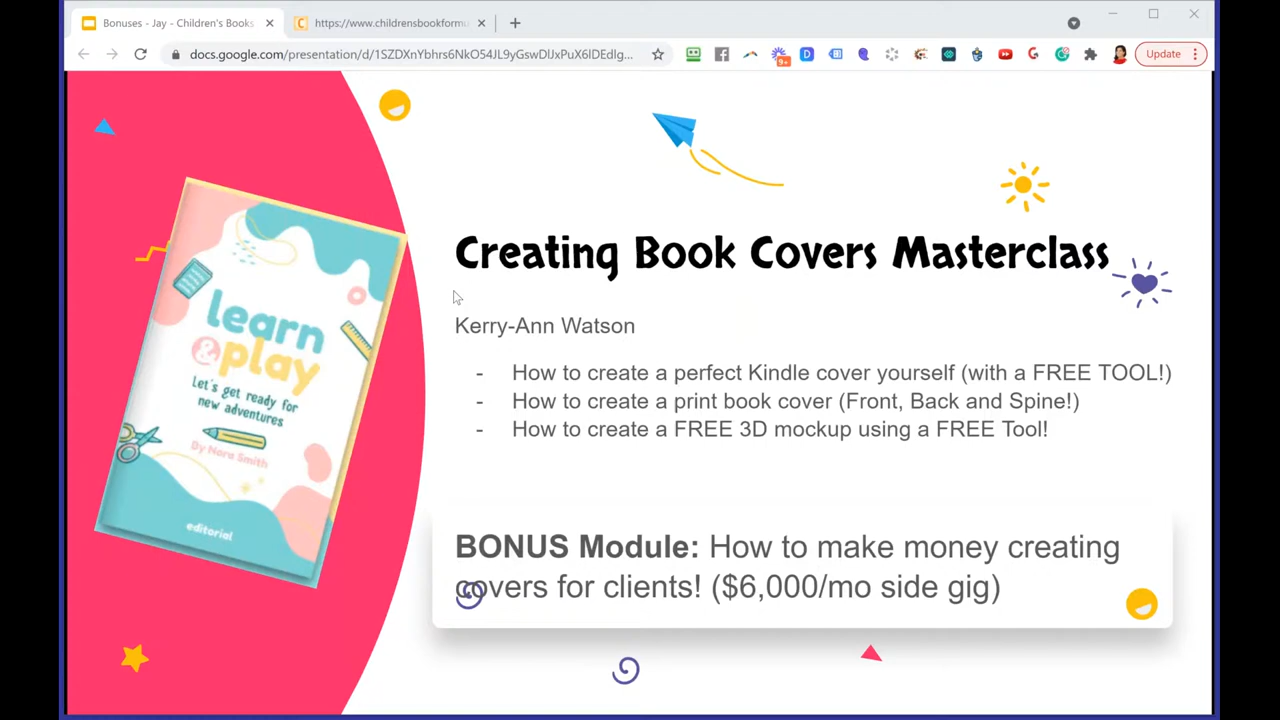 Bonuses - Jay - Children's Books
https://www.childrensbookformu
docs.google.com/presentation/d/1SZDXnYbhrs6NkO54JL9yGswDUxPuX6IDEdIg...
9+
Update
Creating Book Covers Masterclass
Kerry-Ann Watson
- How to create a perfect Kindle cover yourself (with a FREE TOOL!)
- How to create a print book cover (Front, Back and Spine!)
- How to create a FREE 3D mockup using a FREE Tool!
BONUS Module: How to make money creating
covers for clients! ($6,000/mo side gig)
learn
&play
Let's get ready for
new adventures
By Nora Smith
editorial